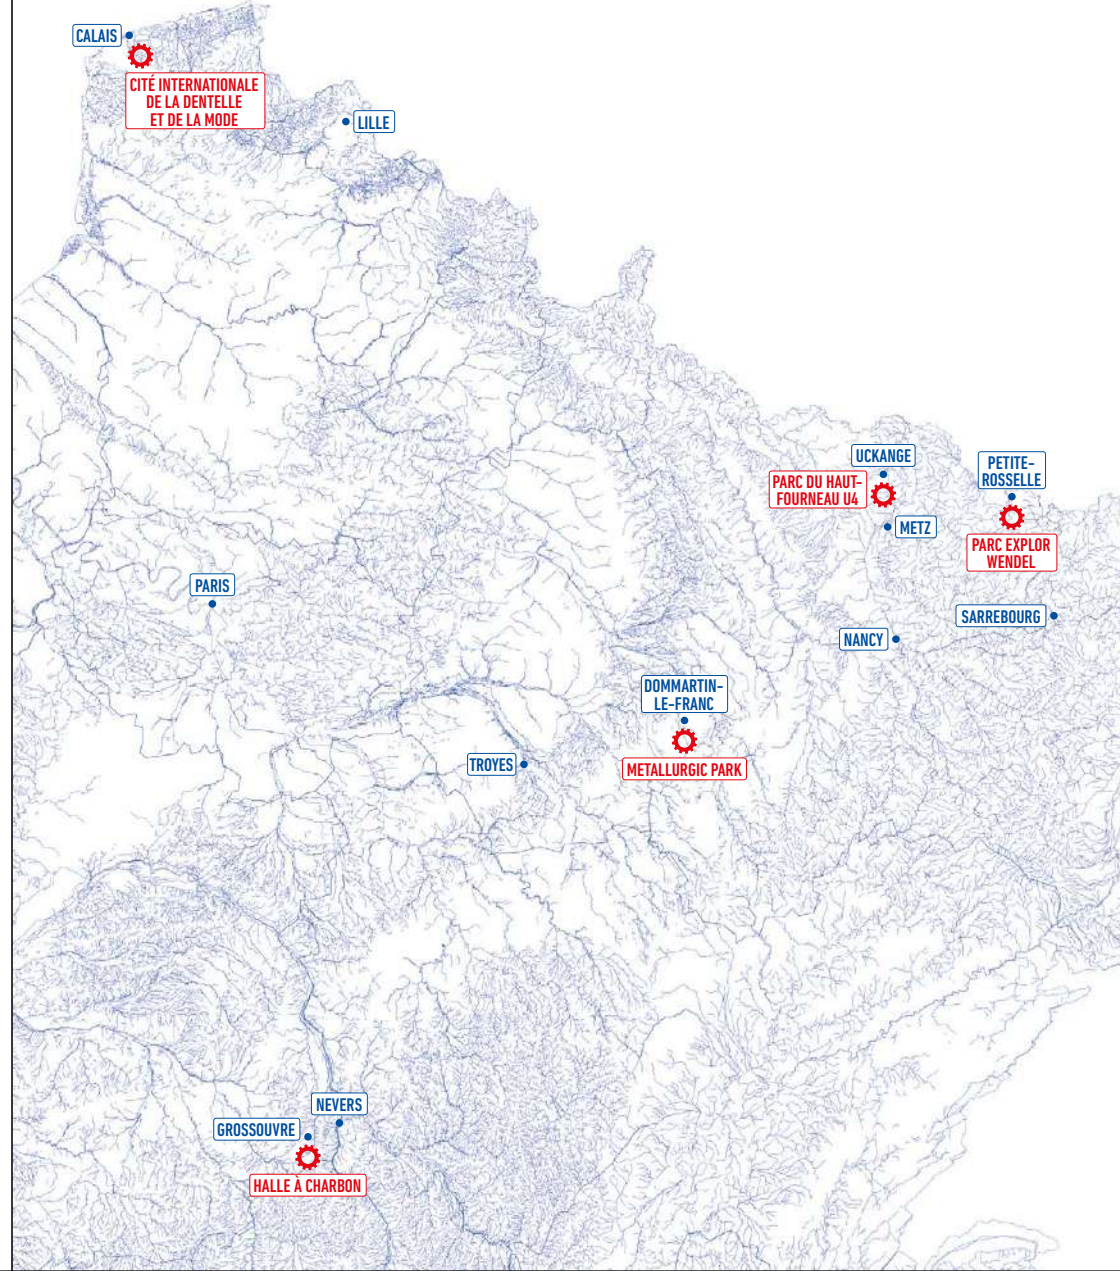 CALAIS
CITÉ INTERNATIONALE
DE LA DENTELLE
ET DE LA MODE
LILLE
UCKANGE
PARC DU HAUT-
FOURNEAU U4
PETITE-
ROSSELLE
METZ
PARC EXPLOR
WENDEL
PARIS
SARREBOURG
NANCY
DOMMARTIN-
LE-FRANC
TROYES
METALLURGIC PARK
NEVERS
GROSSOUVRE
HALLE À CHARBON